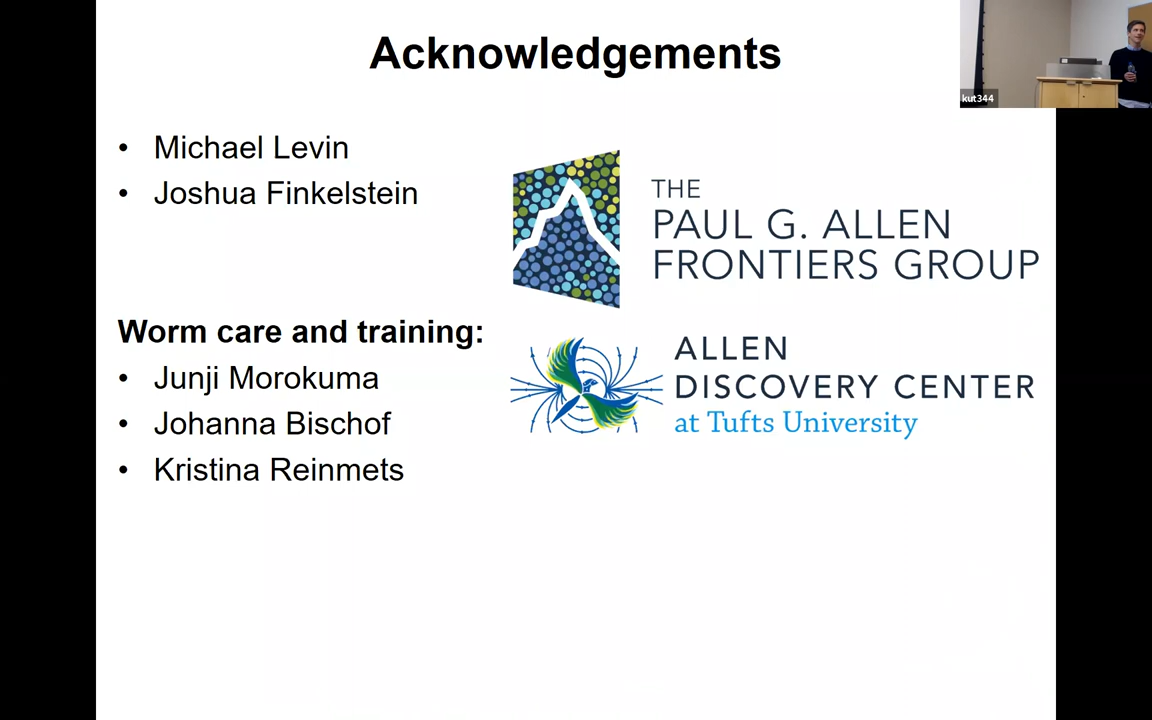 Acknowledgements
kut344
• Michael Levin
• Joshua Finkelstein
THE
PAUL G. ALLEN
FRONTIERS GROUP
Worm care and training:
• Junji Morokuma
• Johanna Bischof
• Kristina Reinmets
ALLEN
DISCOVERY CENTER
at Tufts University